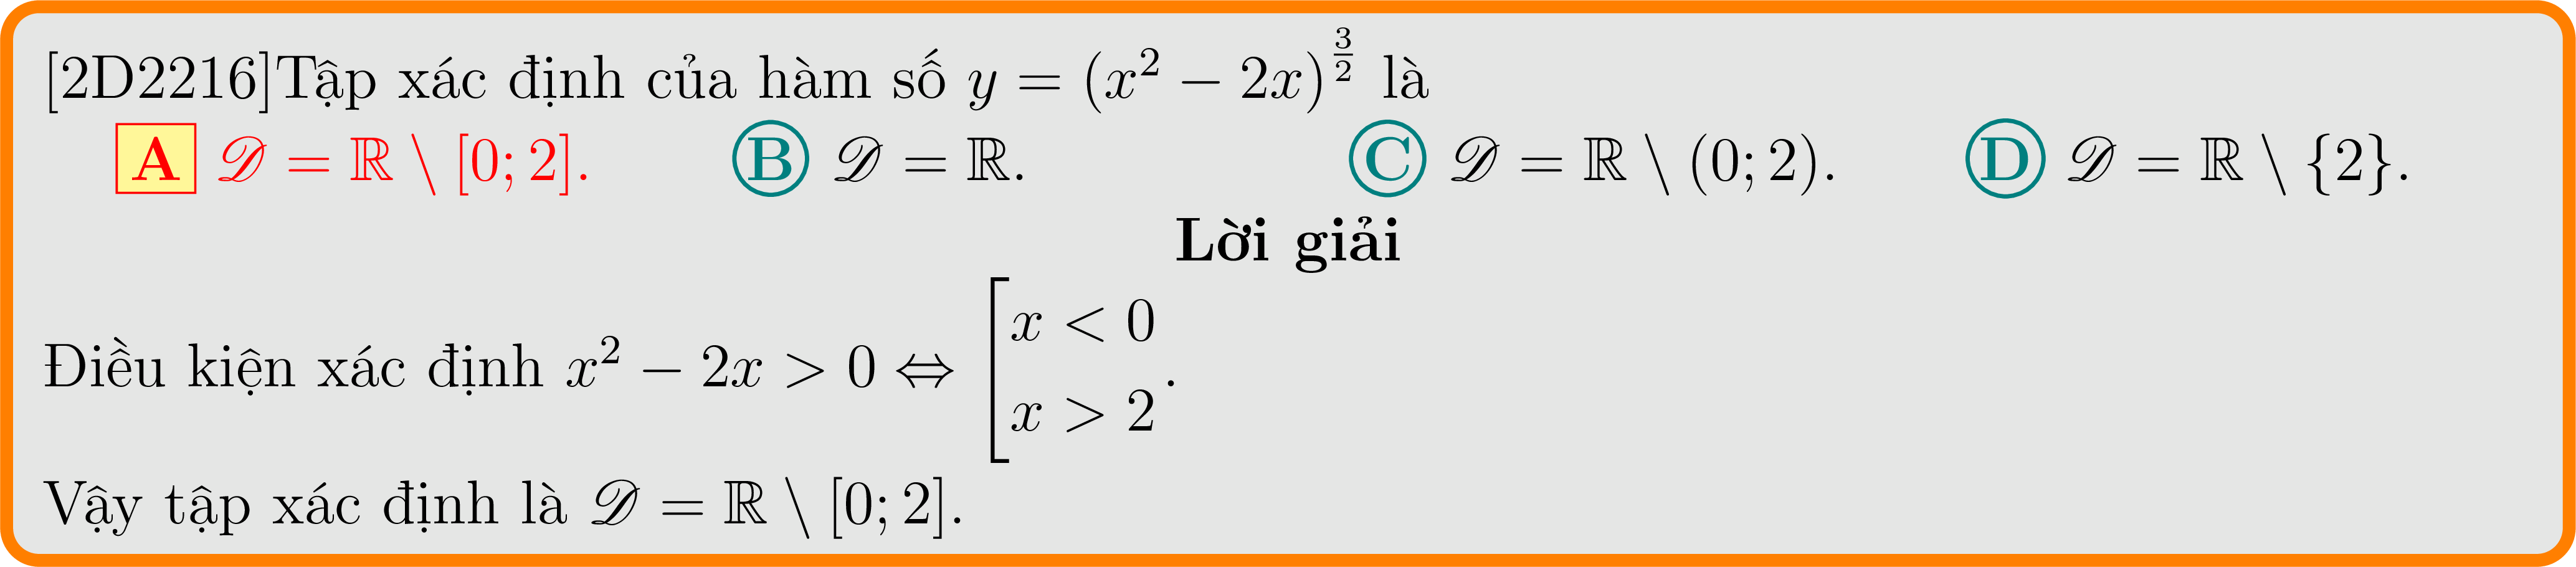 [2D2216]Tập xác định của hàm số $y = (x^2 - 2x)^{\frac{3}{2}}$ là
A $\mathscr{D} = \mathbb{R} \setminus [0; 2].$ B $\mathscr{D} = \mathbb{R}.$ C $\mathscr{D} = \mathbb{R} \setminus (0; 2).$ D $\mathscr{D} = \mathbb{R} \setminus \{2\}.$
Lời giải
Điều kiện xác định $x^2 - 2x > 0 \Leftrightarrow \left[\begin{array}{l} x < 0 \\ x > 2 \end{array}\right..$
Vậy tập xác định là $\mathscr{D} = \mathbb{R} \setminus [0; 2].$